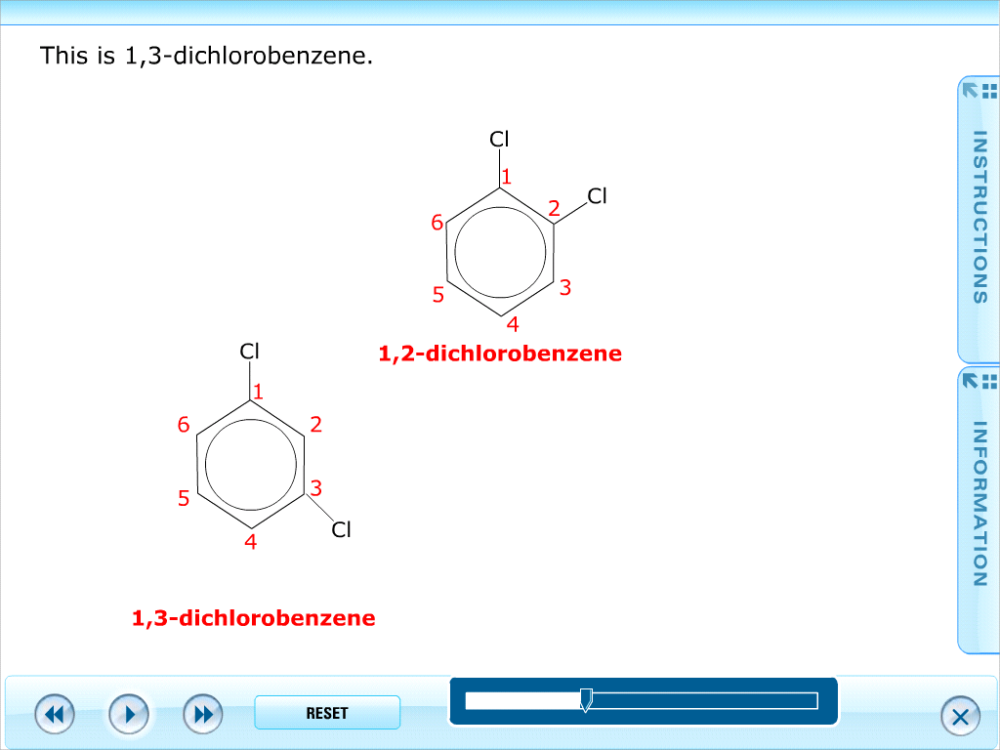 This is 1,3-dichlorobenzene.
Cl
1
Cl
2
6
5
3
4
1,2-dichlorobenzene
Cl
1
6
2
3
5
Cl
4
1,3-dichlorobenzene
INSTRUCTIONS
INFORMATION
RESET